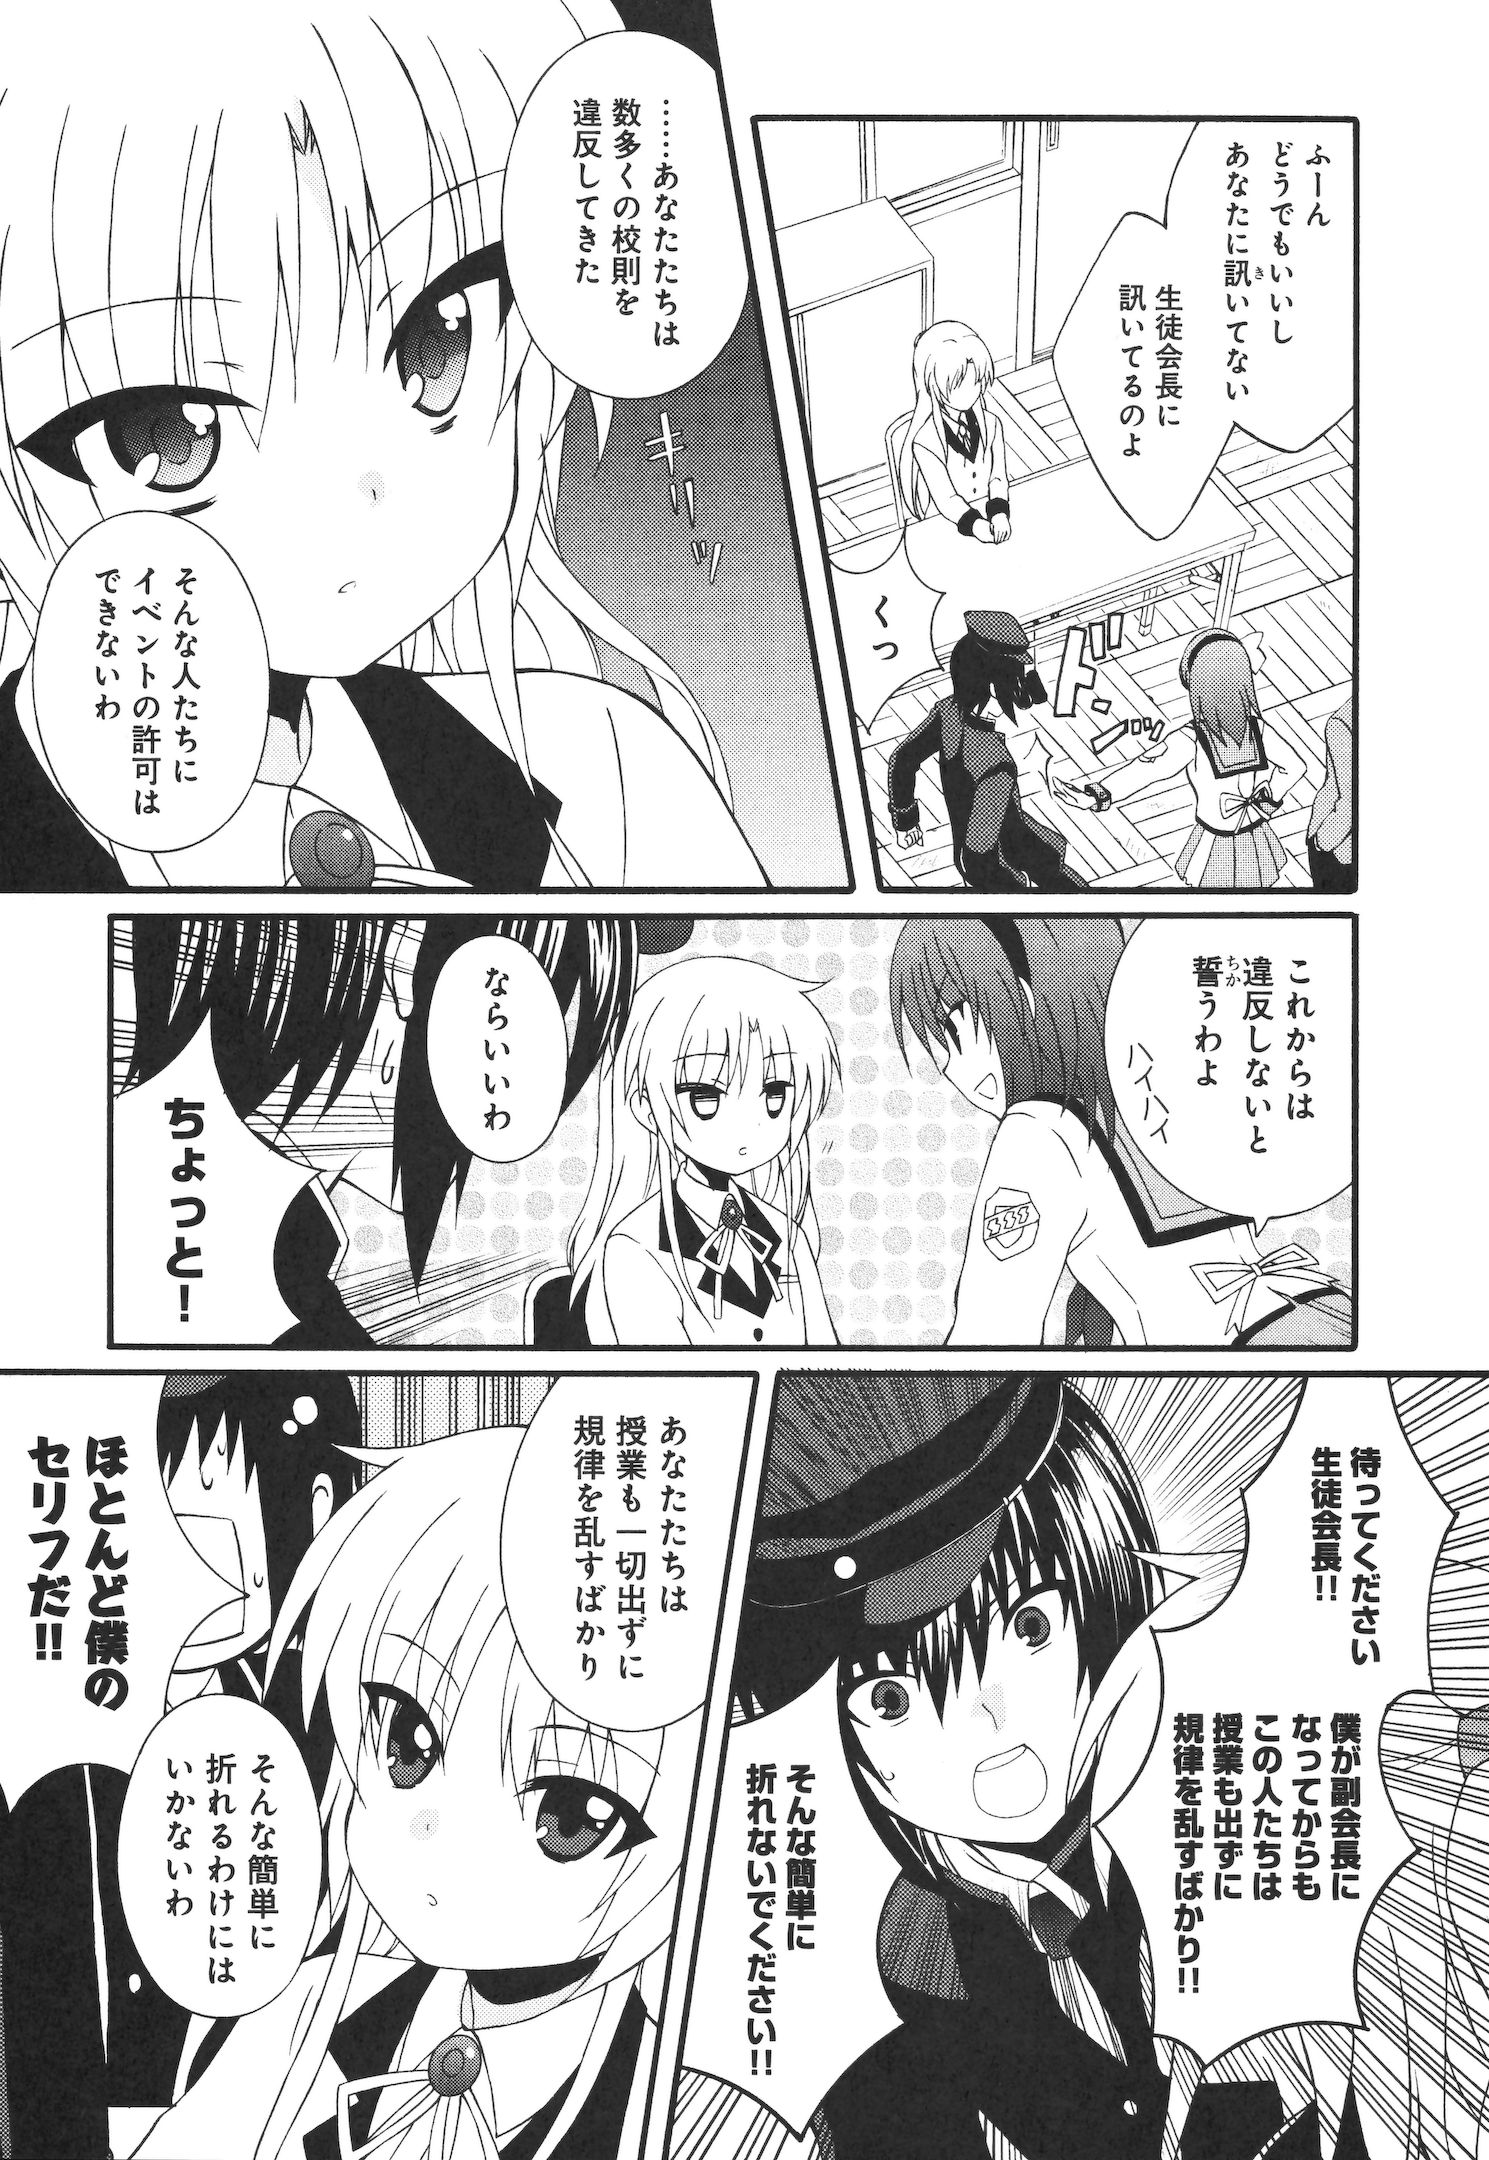 ふーん
どうでもいいし
あなたに訊いてない
き
生徒会長に
訊いてるのよ
くっ
ドンッ
……あなたたちは
数多くの校則を
違反してきた
キリリッ
そんな人たちに
イベントの許可は
できないわ
これからは
違反しないと
誓うわよ
ちか
ハイハイ
SSS
ならいいわ
ちょっと!
待ってください
生徒会長!!
僕が副会長に
なってからも
この人たちは
授業も出ずに
規律を乱すばかり!!
そんな簡単に
折れないでください!!
あなたたちは
授業も一切出ずに
規律を乱すばかり
そんな簡単に
折れるわけには
いかないわ
ほとんど僕の
セリフだ!!